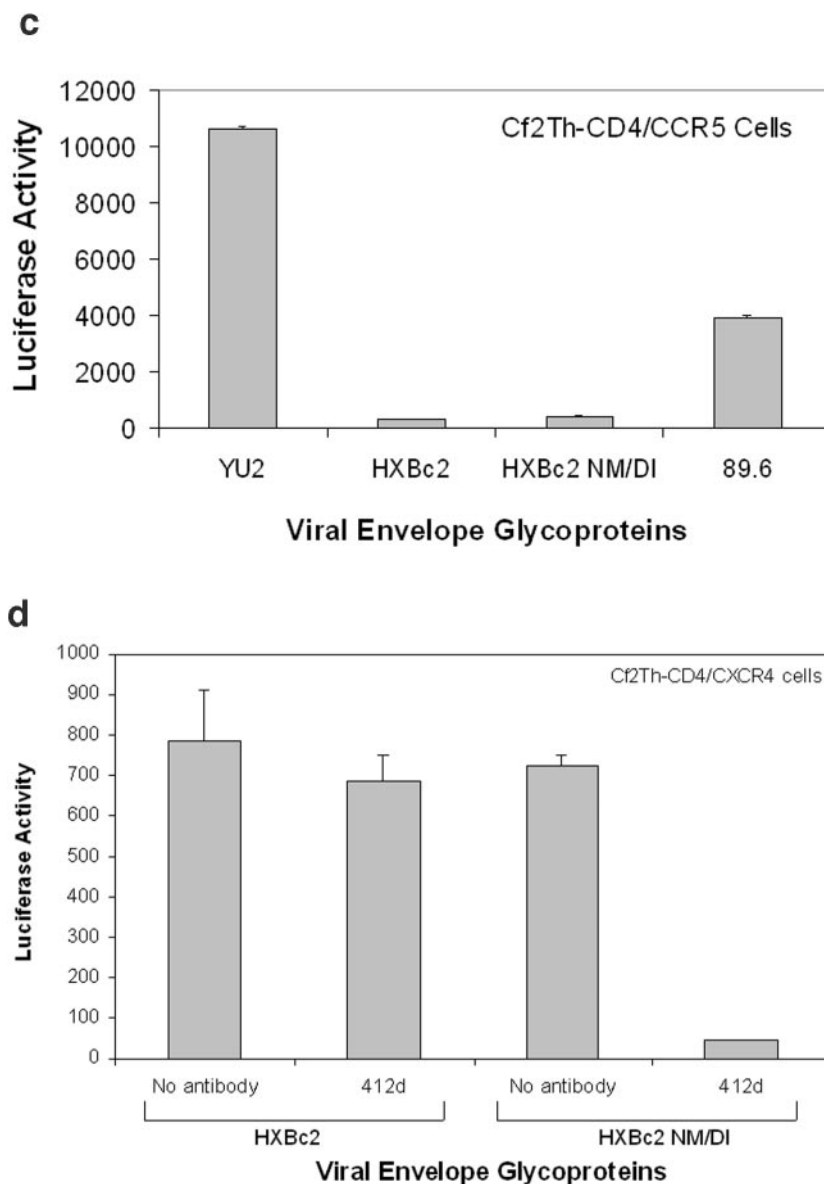 c
12000
10000
8000
6000
4000
2000
0
Luciferase Activity
Cf2Th-CD4/CCR5 Cells
YU2 HXBc2 HXBc2 NM/DI 89.6
Viral Envelope Glycoproteins
d
1000
900
800
700
600
500
400
300
200
100
0
Luciferase Activity
Cf2Th-CD4/CXCR4 cells
No antibody 412d No antibody 412d
HXBc2 HXBc2 NM/DI
Viral Envelope Glycoproteins